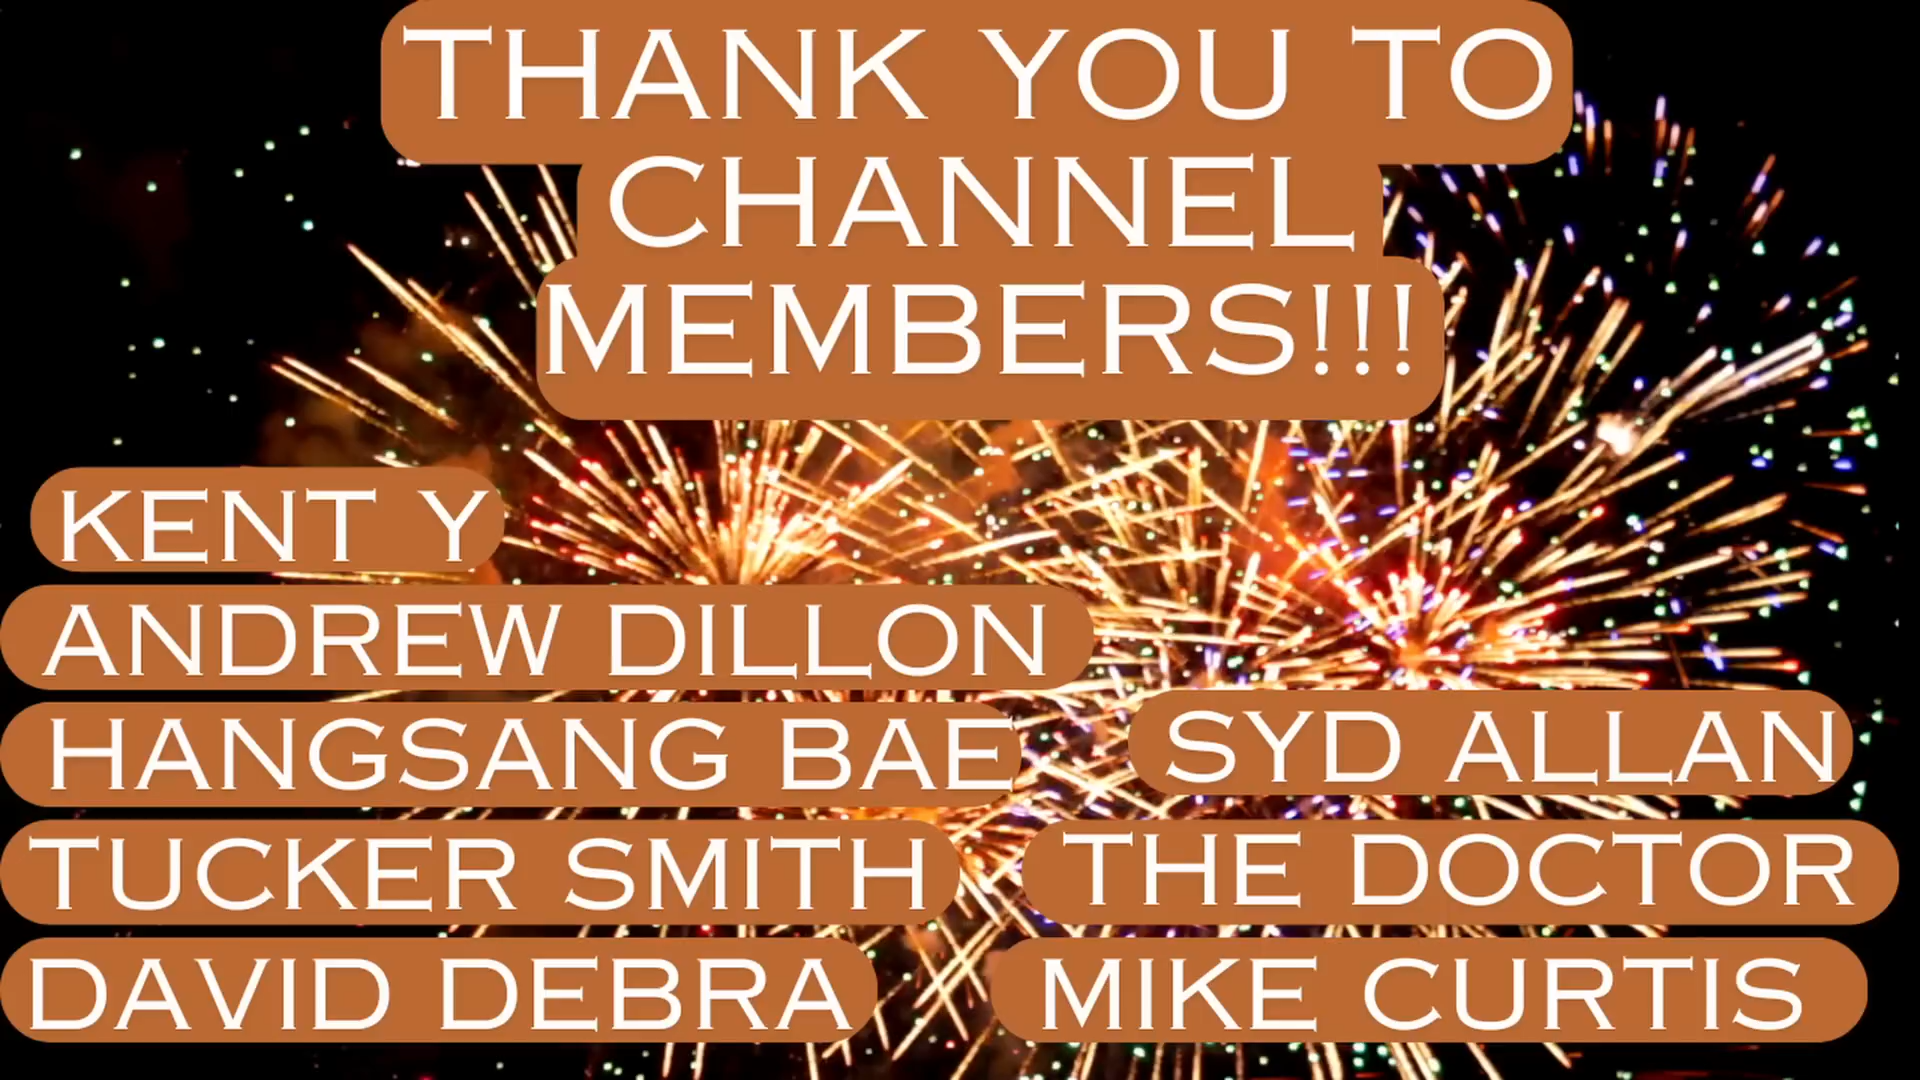 THANK YOU TO
CHANNEL
MEMBERS!!!
KENT Y
ANDREW DILLON
HANGSANG BAE
TUCKER SMITH
DAVID DEBRA
SYD ALLAN
THE DOCTOR
MIKE CURTIS